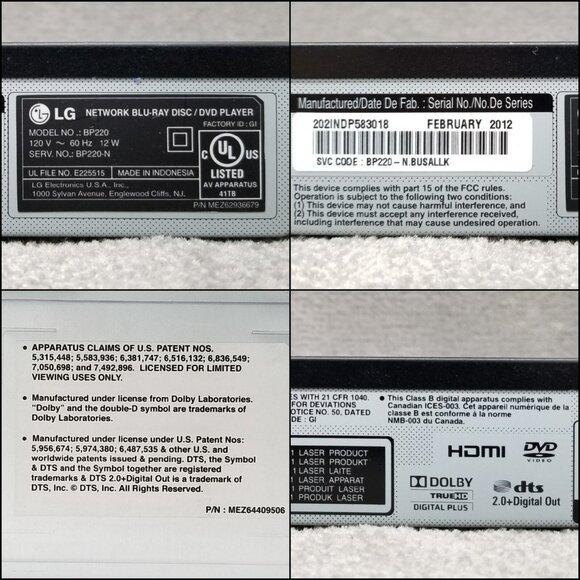 LG NETWORK BLU-RAY DISC / DVD PLAYER
FACTORY ID : GI
MODEL NO .: BP220
120 V ~ 60 Hz 12 W
SERV. NO.: BP220-N
C UL US
LISTED
AV APPARATUS
41TB
UL FILE NO. E225515 MADE IN INDONESIA
LG Electronics U.S.A., Inc.,
1000 Sylvan Avenue, Englewood Cliffs, NJ,
P/N MEZ62936679
Manufactured/Date De Fab. : Serial No./No.De Series
202INDP583018 FEBRUARY 2012
SVC CODE : BP220 - N.BUSALLK
This device complies with part 15 of the FCC rules.
Operation is subject to the following two conditions:
(1) This device may not cause harmful interference, and
(2) This device must accept any interference received,
including interference that may cause undesired operation.
• APPARATUS CLAIMS OF U.S. PATENT NOS.
5,315,448; 5,583,936; 6,381,747; 6,516,132; 6,836,549;
7,050,698; and 7,492,896. LICENSED FOR LIMITED
VIEWING USES ONLY.
• Manufactured under license from Dolby Laboratories.
"Dolby" and the double-D symbol are trademarks of
Dolby Laboratories.
• Manufactured under license under U.S. Patent Nos:
5,956,674; 5,974,380; 6,487,535 & other U.S. and
worldwide patents issued & pending. DTS, the Symbol
& DTS and the Symbol together are registered
trademarks & DTS 2.0+Digital Out is a trademark of
DTS, Inc. © DTS, Inc. All Rights Reserved.
P/N : MEZ64409506
ES WITH 21 CFR 1040.
FOR DEVIATIONS
OTICE NO. 50, DATED
DE : GI
• This Class B digital apparatus complies with
Canadian ICES-003. Cet appareil numérique de la
classe B est conforme à la norme
NMB-003 du Canada.
1 LASER PRODUCT
1 LASER PRODUKT
1 LASER LAITE
1 LASER APPARAT
1 PRODUIT LASER
1 PRODUK LASER
HDMI DVD
VIDEO
DOLBY
TRUEHD
DIGITAL PLUS
dts
2.0+Digital Out